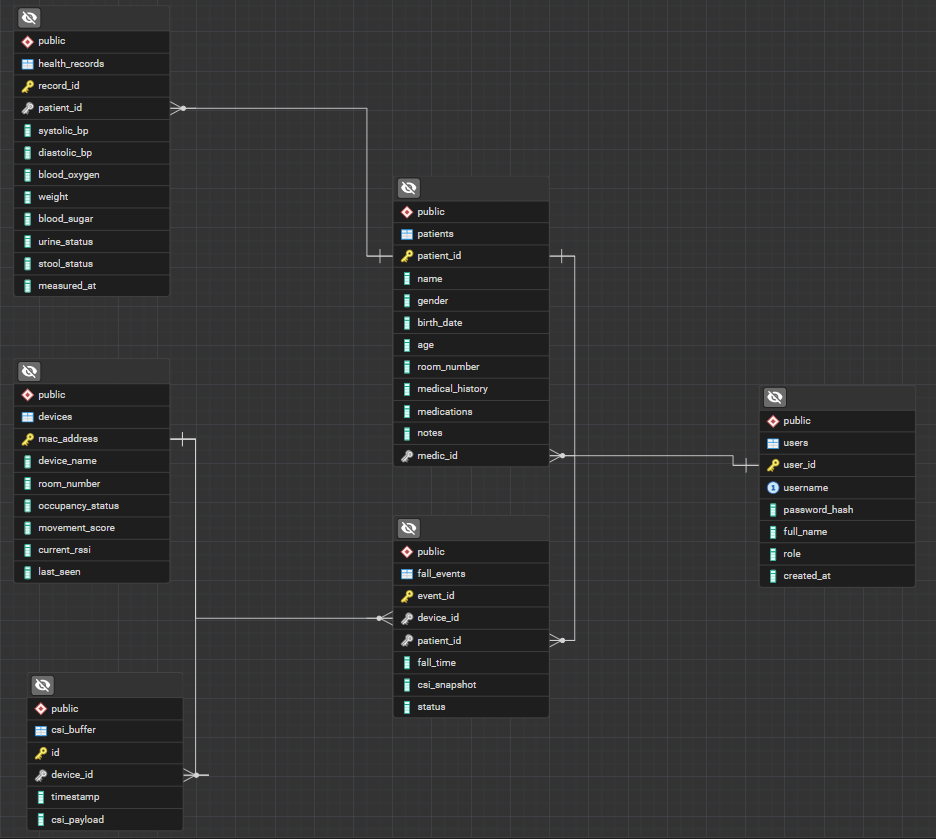 public
health_records
record_id
patient_id
systolic_bp
diastolic_bp
blood_oxygen
weight
blood_sugar
urine_status
stool_status
measured_at
public
patients
patient_id
name
gender
birth_date
age
room_number
medical_history
medications
notes
medic_id
public
devices
mac_address
device_name
room_number
occupancy_status
movement_score
current_rssi
last_seen
public
users
user_id
1 username
password_hash
full_name
role
created_at
public
fall_events
event_id
device_id
patient_id
fall_time
csi_snapshot
status
public
csi_buffer
id
device_id
timestamp
csi_payload